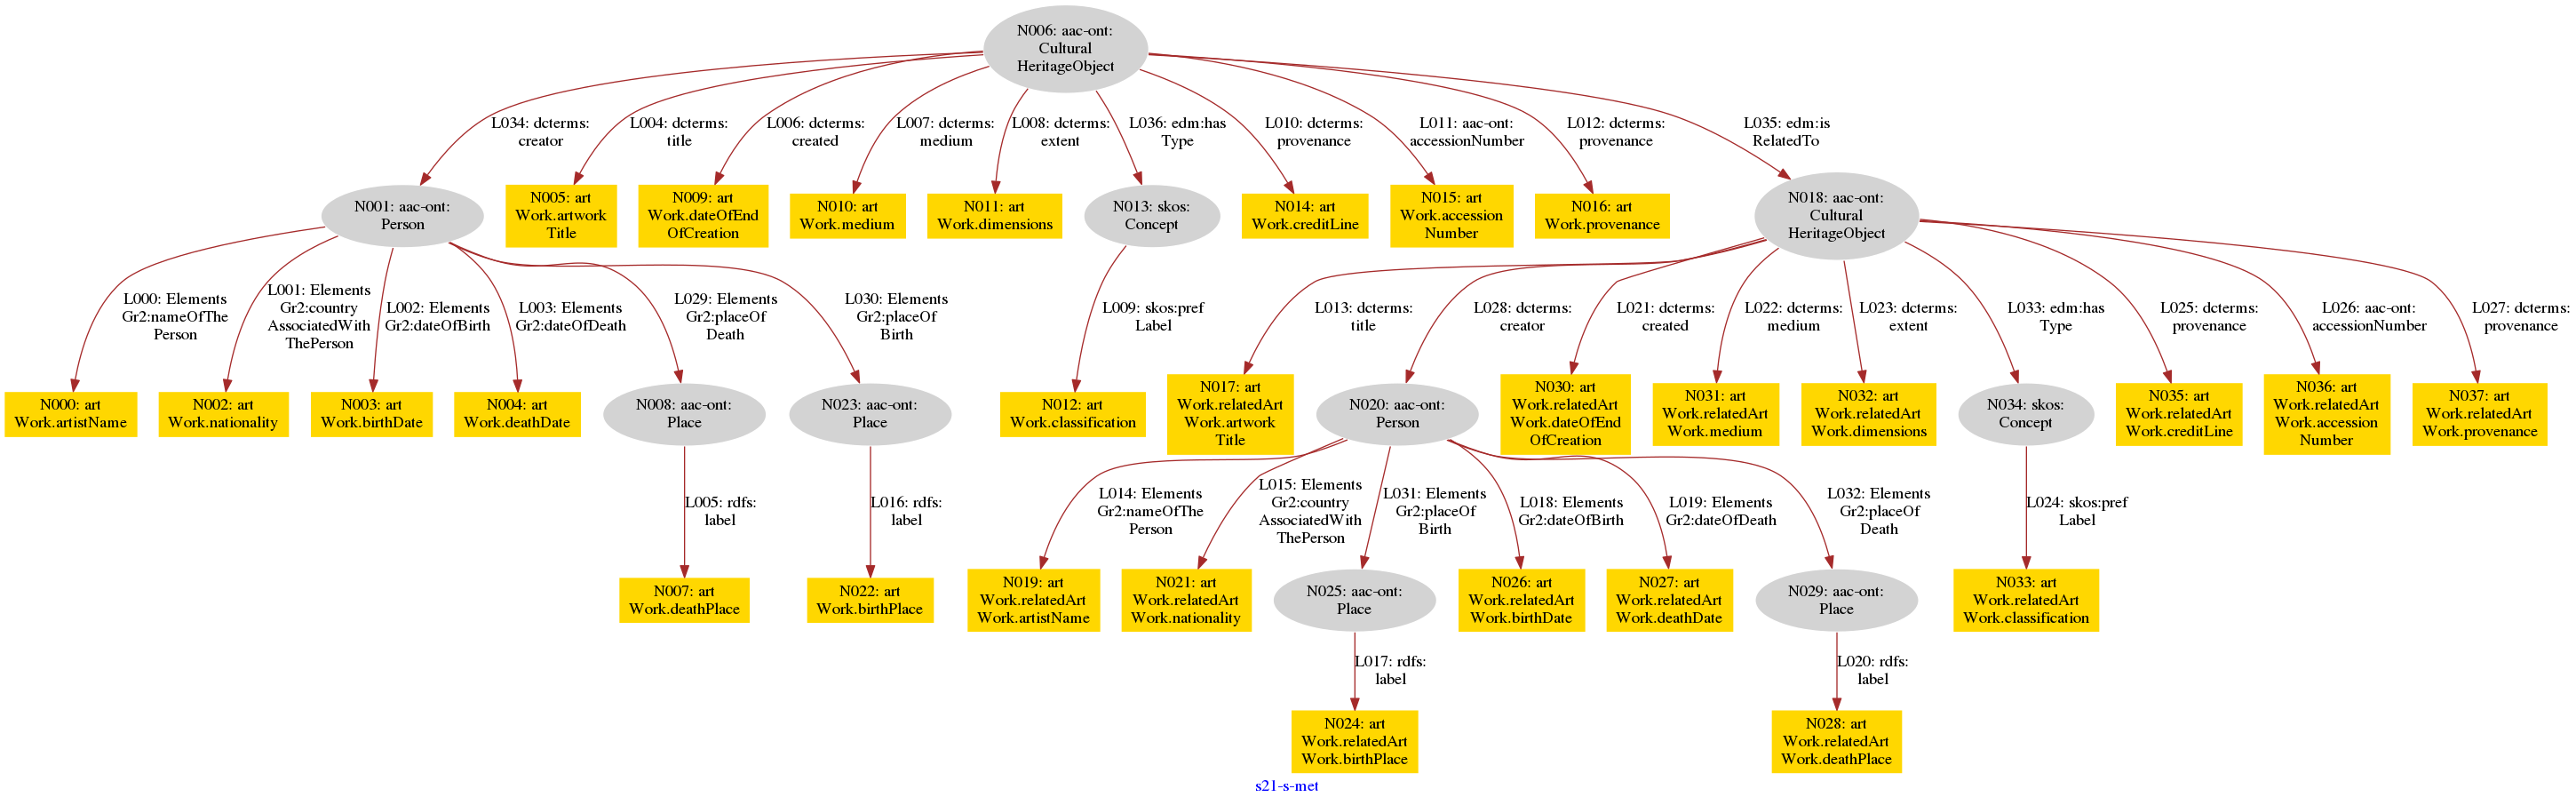 N006: aac-ont:
Cultural
HeritageObject
L034: dcterms:
creator
L004: dcterms:
title
L006: dcterms:
created
L007: dcterms:
medium
L008: dcterms:
extent
L036: edm:has
Type
L010: dcterms:
provenance
L011: aac-ont:
accessionNumber
L012: dcterms:
provenance
L035: edm:is
RelatedTo
N001: aac-ont:
Person
N005: art
Work.artwork
Title
N009: art
Work.dateOfEnd
OfCreation
N010: art
Work.medium
N011: art
Work.dimensions
N013: skos:
Concept
N014: art
Work.creditLine
N015: art
Work.accession
Number
N016: art
Work.provenance
N018: aac-ont:
Cultural
HeritageObject
L000: Elements
Gr2:nameOfThe
Person
L001: Elements
Gr2:country
AssociatedWith
ThePerson
L002: Elements
Gr2:dateOfBirth
L003: Elements
Gr2:dateOfDeath
L029: Elements
Gr2:placeOf
Death
L030: Elements
Gr2:placeOf
Birth
L009: skos:pref
Label
L013: dcterms:
title
L028: dcterms:
creator
L021: dcterms:
created
L022: dcterms:
medium
L023: dcterms:
extent
L033: edm:has
Type
L025: dcterms:
provenance
L026: aac-ont:
accessionNumber
L027: dcterms:
provenance
N000: art
Work.artistName
N002: art
Work.nationality
N003: art
Work.birthDate
N004: art
Work.deathDate
N008: aac-ont:
Place
N023: aac-ont:
Place
N012: art
Work.classification
N017: art
Work.relatedArt
Work.artwork
Title
N020: aac-ont:
Person
N030: art
Work.relatedArt
Work.dateOfEnd
OfCreation
N031: art
Work.relatedArt
Work.medium
N032: art
Work.relatedArt
Work.dimensions
N034: skos:
Concept
N035: art
Work.relatedArt
Work.creditLine
N036: art
Work.relatedArt
Work.accession
Number
N037: art
Work.relatedArt
Work.provenance
L005: rdfs:
label
L016: rdfs:
label
L014: Elements
Gr2:nameOfThe
Person
L015: Elements
Gr2:country
AssociatedWith
ThePerson
L031: Elements
Gr2:placeOf
Birth
L018: Elements
Gr2:dateOfBirth
L019: Elements
Gr2:dateOfDeath
L032: Elements
Gr2:placeOf
Death
L024: skos:pref
Label
N007: art
Work.deathPlace
N022: art
Work.birthPlace
N019: art
Work.relatedArt
Work.artistName
N021: art
Work.relatedArt
Work.nationality
N025: aac-ont:
Place
N026: art
Work.relatedArt
Work.birthDate
N027: art
Work.relatedArt
Work.deathDate
N029: aac-ont:
Place
N033: art
Work.relatedArt
Work.classification
L017: rdfs:
label
L020: rdfs:
label
N024: art
Work.relatedArt
Work.birthPlace
N028: art
Work.relatedArt
Work.deathPlace
s21-s-met